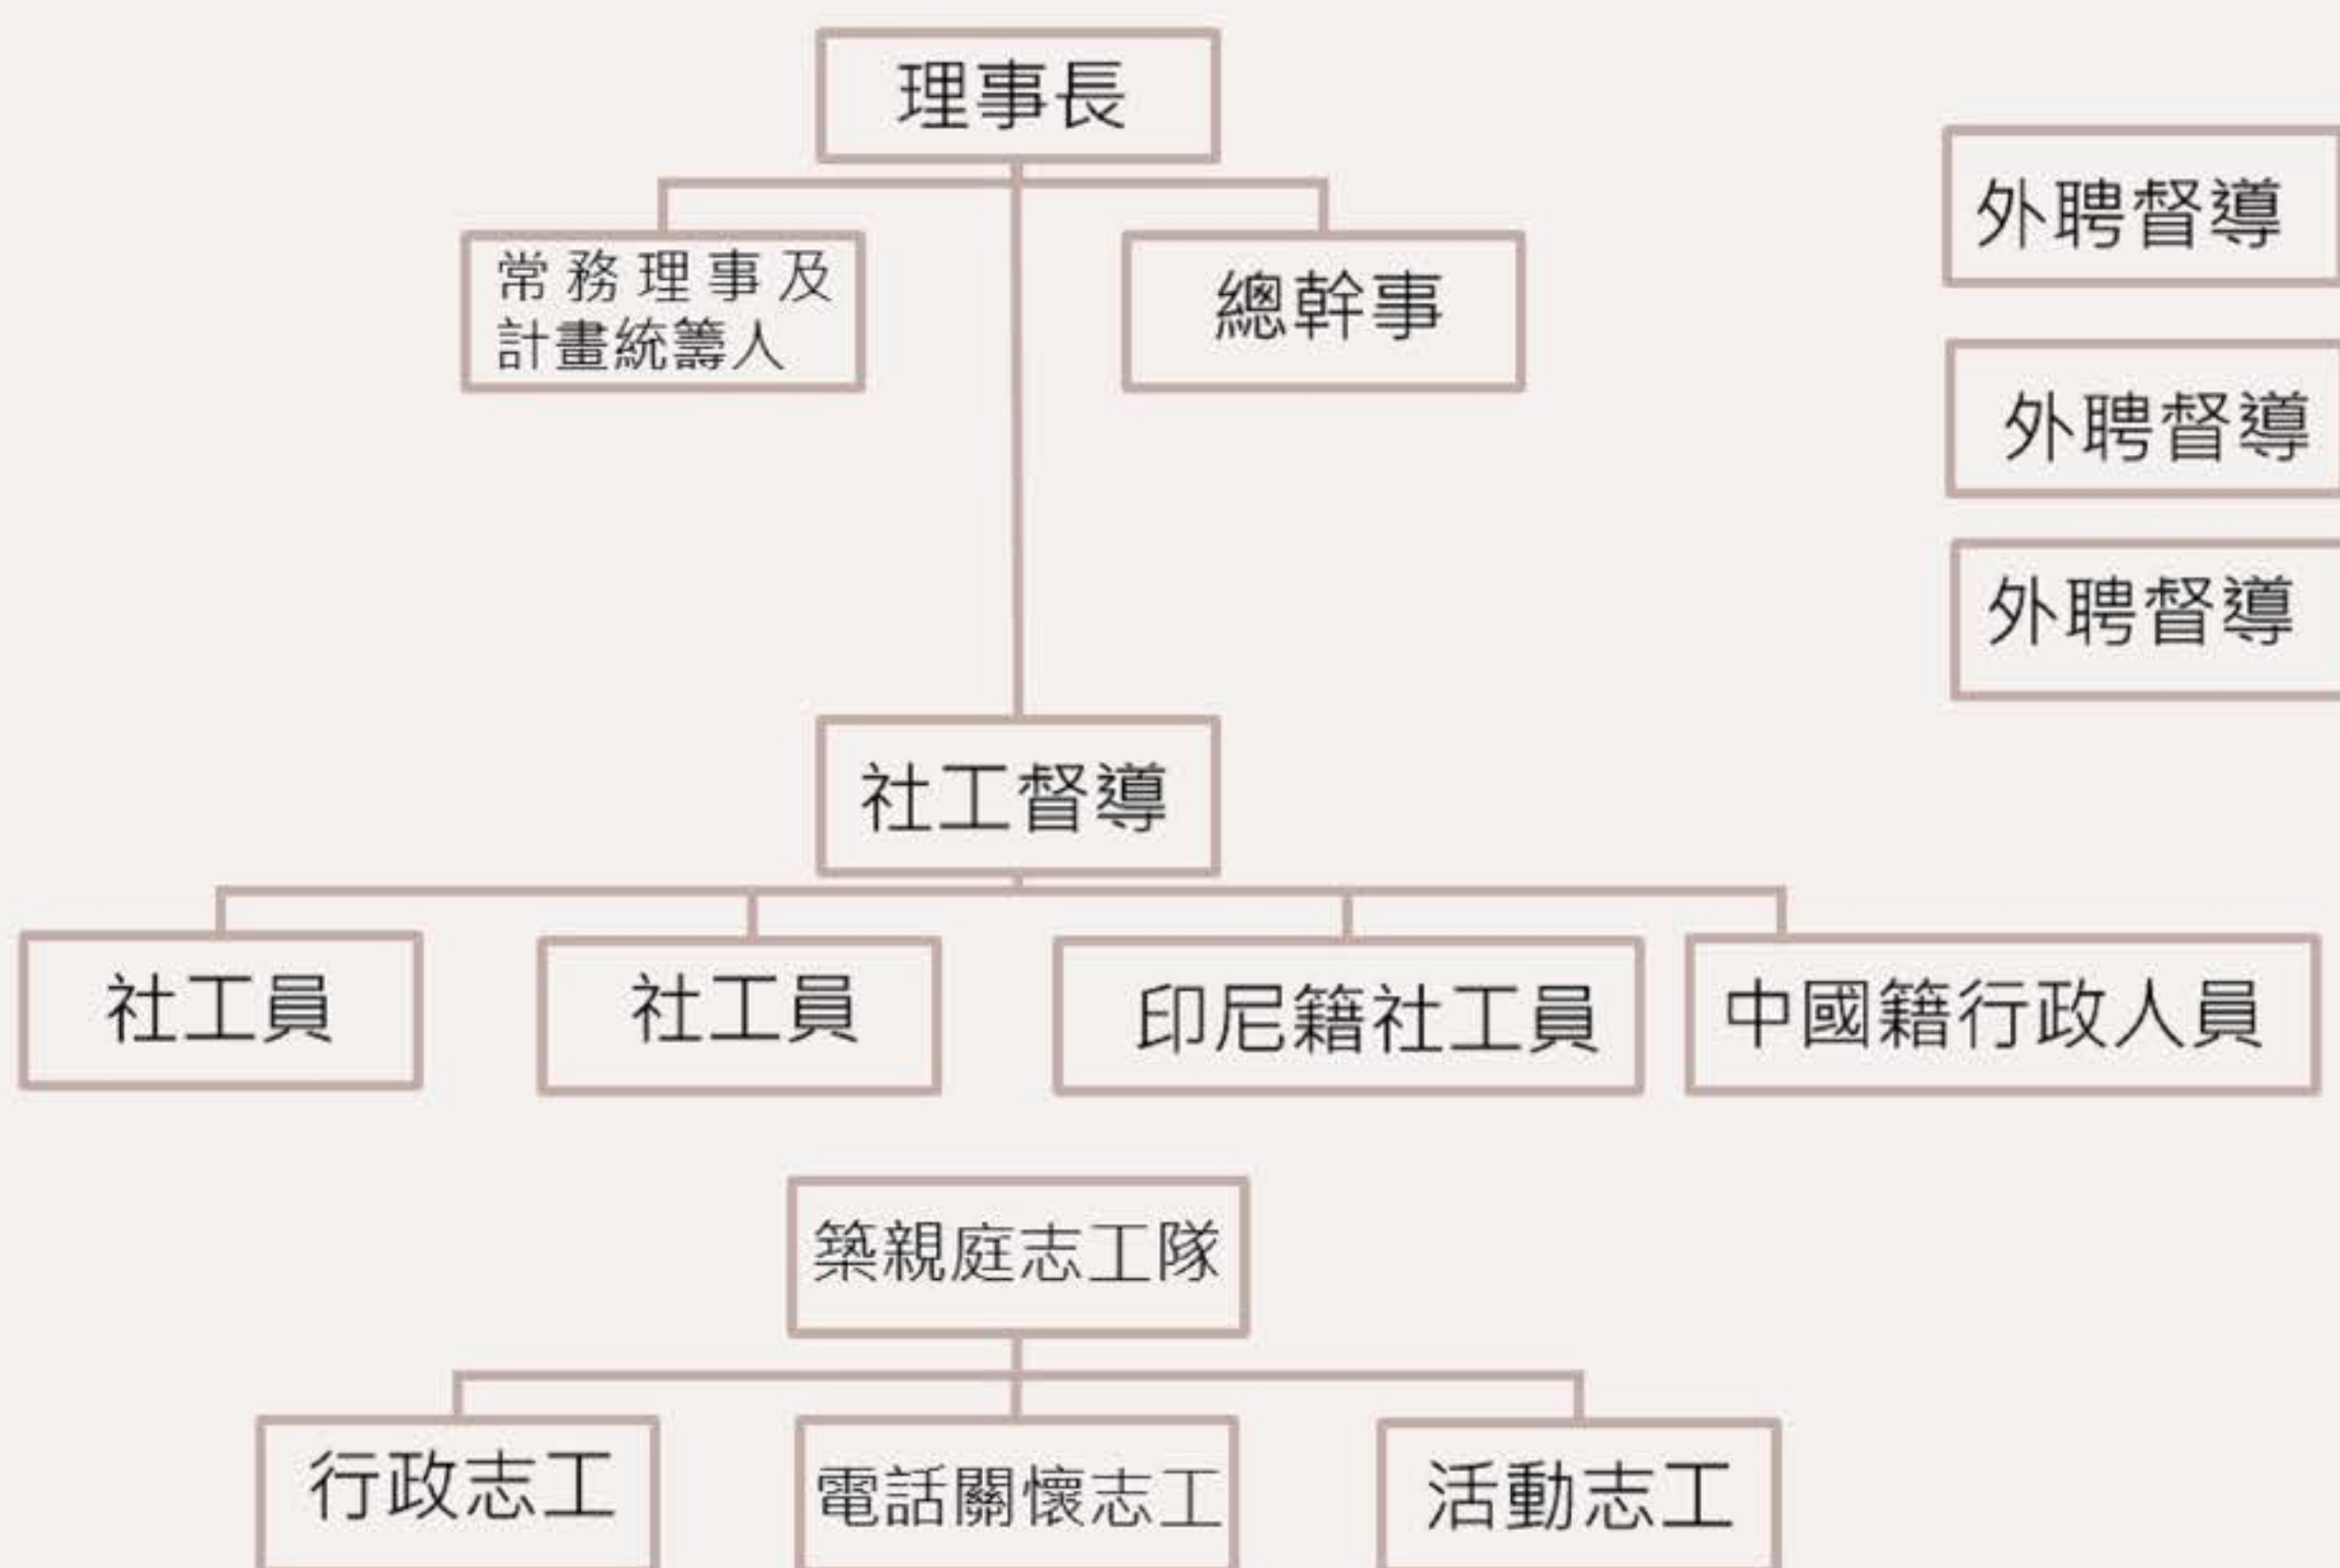 理事長
外聘督導
常務理事及
計畫統籌人
總幹事
外聘督導
外聘督導
社工督導
社工員
社工員
印尼籍社工員
中國籍行政人員
築親庭志工隊
行政志工
電話關懷志工
活動志工